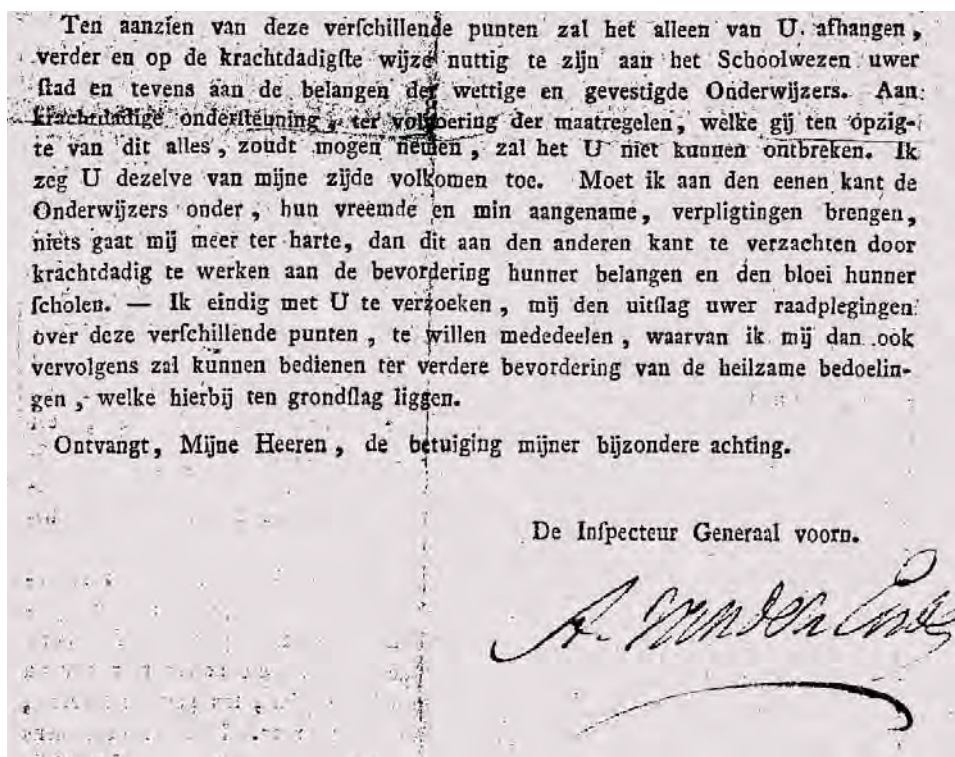 Ten aanzien van deze verſchillende punten zal het alleen van U. afhangen,
verder en op de krachtdadigſte wijze nuttig te zijn aan het Schoolwezen uwer
ſtad en tevens aan de belangen der wettige en gevestigde Onderwijzers. Aan
krachtdadige onderſteuning, ter volvoering der maatregelen, welke gij ten opzig-
te van dit alles, zoudt mogen nemen, zal het U niet kunnen ontbreken. Ik
zeg U dezelve van mijne zijde volkomen toe. Moet ik aan den eenen kant de
Onderwijzers onder, hun vreemde en min aangename, verpligtingen brengen,
niets gaat mij meer ter harte, dan dit aan den anderen kant te verzachten door
krachtdadig te werken aan de bevordering hunner belangen en den bloei hunner
ſcholen. — Ik eindig met U te verzoeken, mij den uitſlag uwer raadplegingen
over deze verſchillende punten, te willen mededeelen, waarvan ik mij dan ook
vervolgens zal kunnen bedienen ter verdere bevordering van de heilzame bedoelin-
gen, welke hierbij ten grondſlag liggen.
Ontvangt, Mijne Heeren, de betuiging mijner bijzondere achting.
De Inſpecteur Generaal voorn.
A. van den Ende